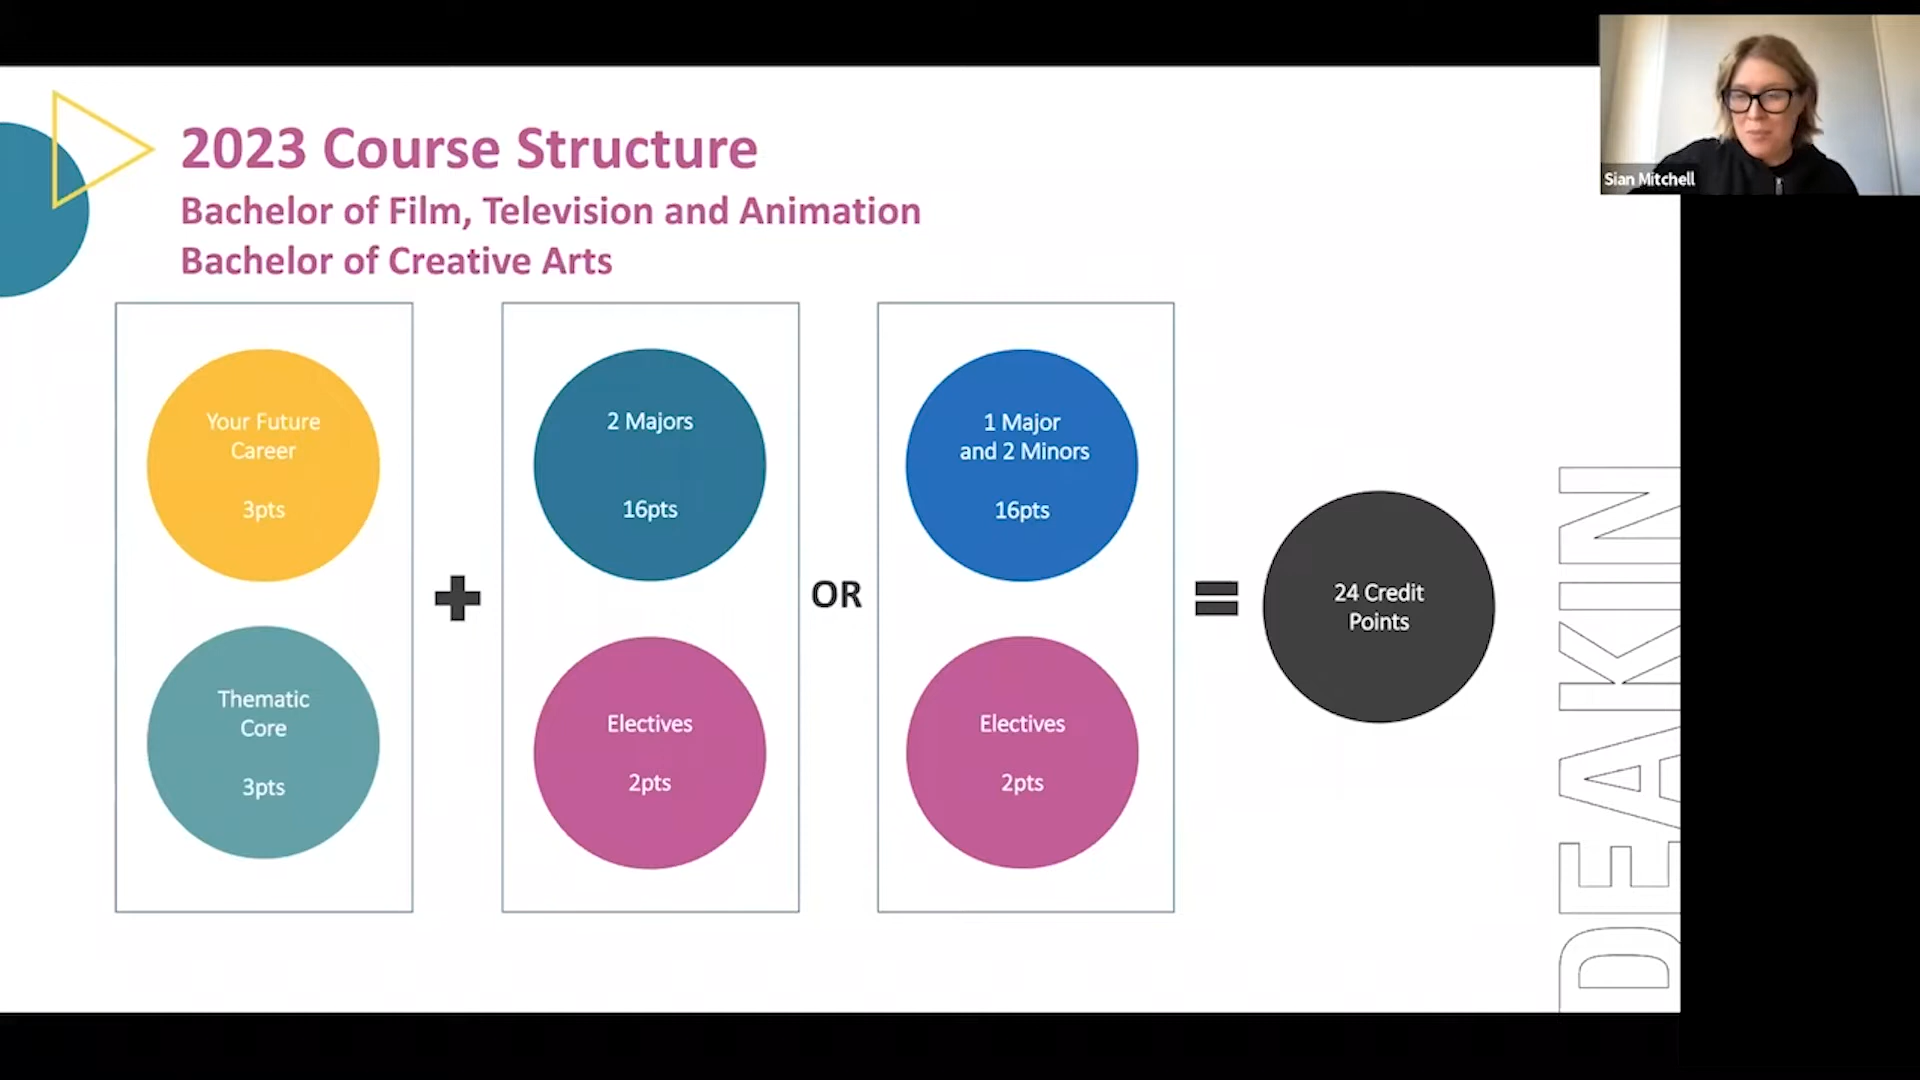 2023 Course Structure
Bachelor of Film, Television and Animation
Bachelor of Creative Arts
Your Future
Career
3pts
Thematic
Core
3pts
2 Majors
16pts
Electives
2pts
OR
1 Major
and 2 Minors
16pts
Electives
2pts
24 Credit
Points
DEAKIN
Sian Mitchell